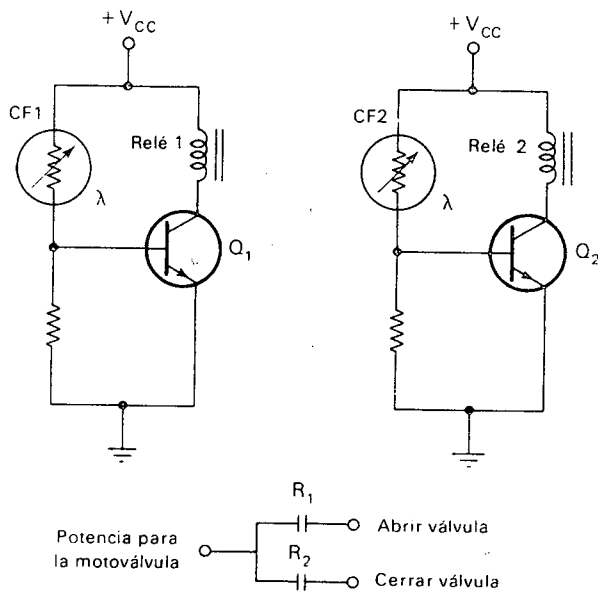 + V_CC
+ V_CC
CF1
Relé 1
λ
Q_1
CF2
Relé 2
λ
Q_2
R_1
Abrir válvula
Potencia para
la motoválvula
R_2
Cerrar válvula